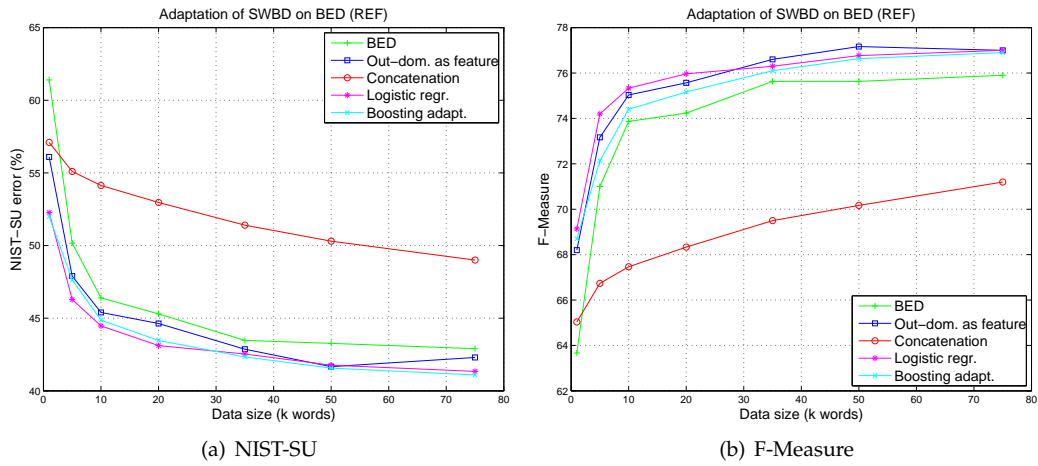 Adaptation of SWBD on BED (REF)
65
60
55
50
45
40
NIST−SU error (%)
BED
Out−dom. as feature
Concatenation
Logistic regr.
Boosting adapt.
0 10 20 30 40 50 60 70 80
Data size (k words)
(a) NIST-SU
Adaptation of SWBD on BED (REF)
78
76
74
72
70
68
66
64
62
F−Measure
BED
Out−dom. as feature
Concatenation
Logistic regr.
Boosting adapt.
0 10 20 30 40 50 60 70 80
Data size (k words)
(b) F-Measure